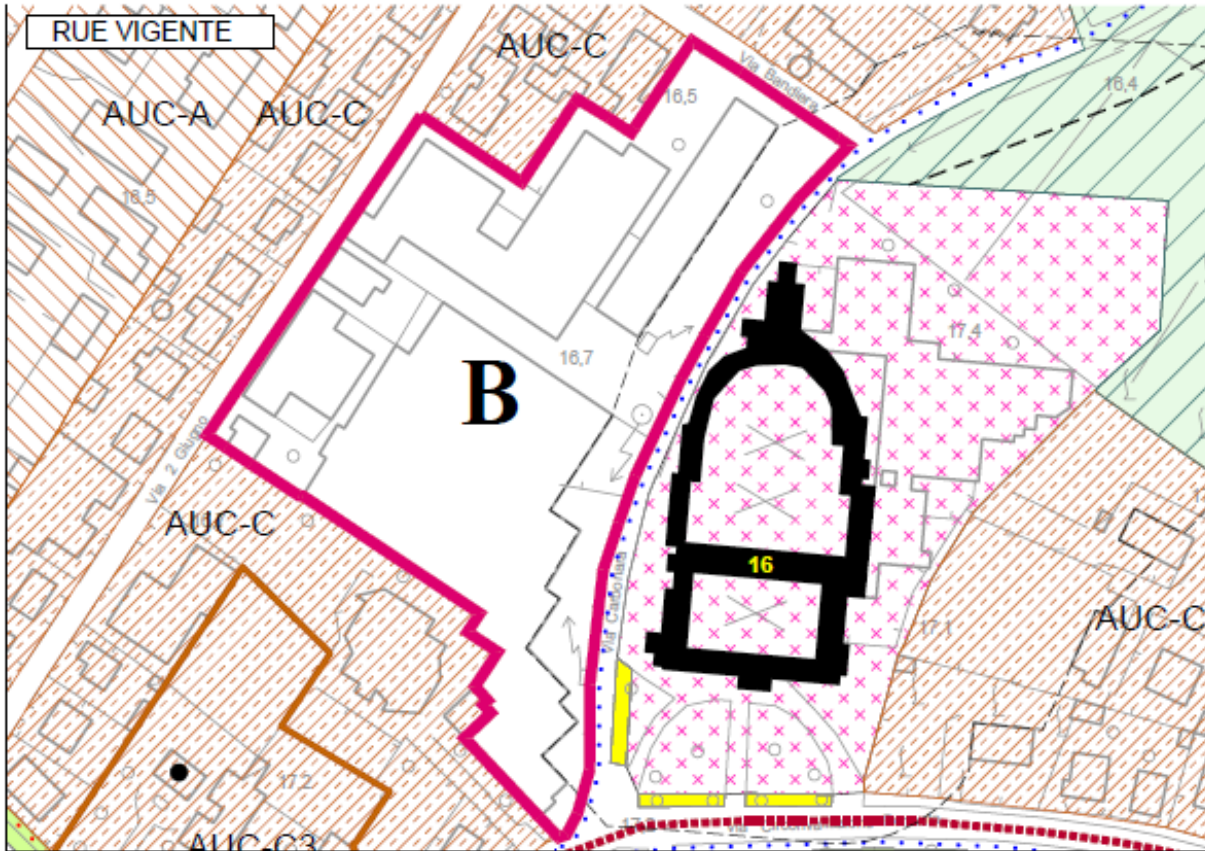 RUE VIGENTE
AUC-C
Via Bandiera
16,5
16,4
AUC-A
AUC-C
16,5
17,4
16,7
B
Via 2 Giugno
AUC-C
16
Via Carbonara
17,1
AUC-C
17,2
AUC-C3